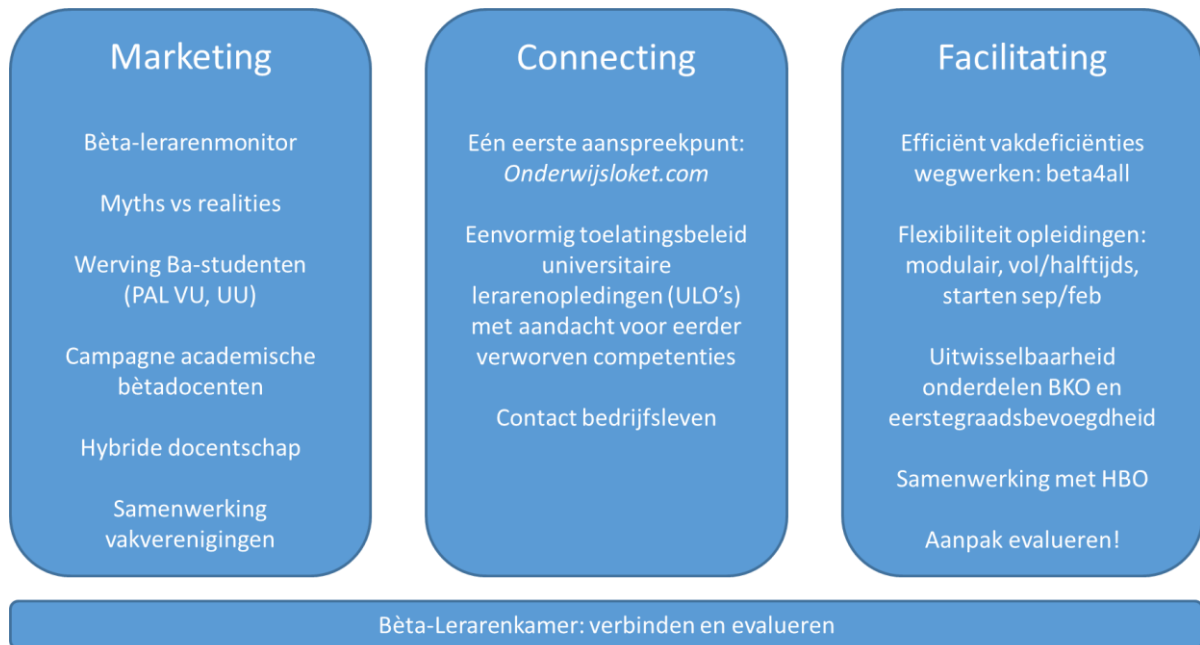 Marketing
Bèta-lerarenmonitor
Myths vs realities
Werving Ba-studenten
(PAL VU, UU)
Campagne academische
bètadocenten
Hybride docentschap
Samenwerking
vakverenigingen
Connecting
Eén eerste aanspreekpunt:
Onderwijsloket.com
Eenvormig toelatingsbeleid
universitaire
lerarenopledingen (ULO’s)
met aandacht voor eerder
verworven competenties
Contact bedrijfsleven
Facilitating
Efficiënt vakdeficiënties
wegwerken: beta4all
Flexibiliteit opleidingen:
modulair, vol/halftijds,
starten sep/feb
Uitwisselbaarheid
onderdelen BKO en
eerstegraadsbevoegdheid
Samenwerking met HBO
Aanpak evalueren!
Bèta-Lerarenkamer: verbinden en evalueren